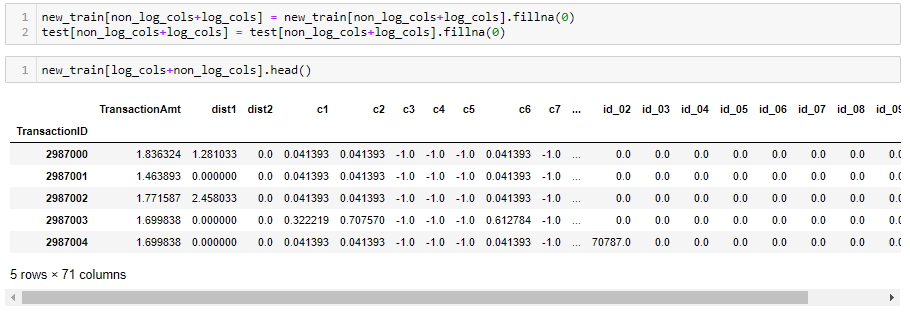 1 new_train[non_log_cols+log_cols] = new_train[non_log_cols+log_cols].fillna(0)
2 test[non_log_cols+log_cols] = test[non_log_cols+log_cols].fillna(0)
1 new_train[log_cols+non_log_cols].head()
TransactionAmt dist1 dist2 c1 c2 c3 c4 c5 c6 c7 ... id_02 id_03 id_04 id_05 id_06 id_07 id_08 id_09
TransactionID
2987000 1.836324 1.281033 0.0 0.041393 0.041393 -1.0 -1.0 -1.0 0.041393 -1.0 ... 0.0 0.0 0.0 0.0 0.0 0.0 0.0 0.0
2987001 1.463893 0.000000 0.0 0.041393 0.041393 -1.0 -1.0 -1.0 0.041393 -1.0 ... 0.0 0.0 0.0 0.0 0.0 0.0 0.0 0.0
2987002 1.771587 2.458033 0.0 0.041393 0.041393 -1.0 -1.0 -1.0 0.041393 -1.0 ... 0.0 0.0 0.0 0.0 0.0 0.0 0.0 0.0
2987003 1.699838 0.000000 0.0 0.322219 0.707570 -1.0 -1.0 -1.0 0.612784 -1.0 ... 0.0 0.0 0.0 0.0 0.0 0.0 0.0 0.0
2987004 1.699838 0.000000 0.0 0.041393 0.041393 -1.0 -1.0 -1.0 0.041393 -1.0 ... 70787.0 0.0 0.0 0.0 0.0 0.0 0.0 0.0
5 rows × 71 columns